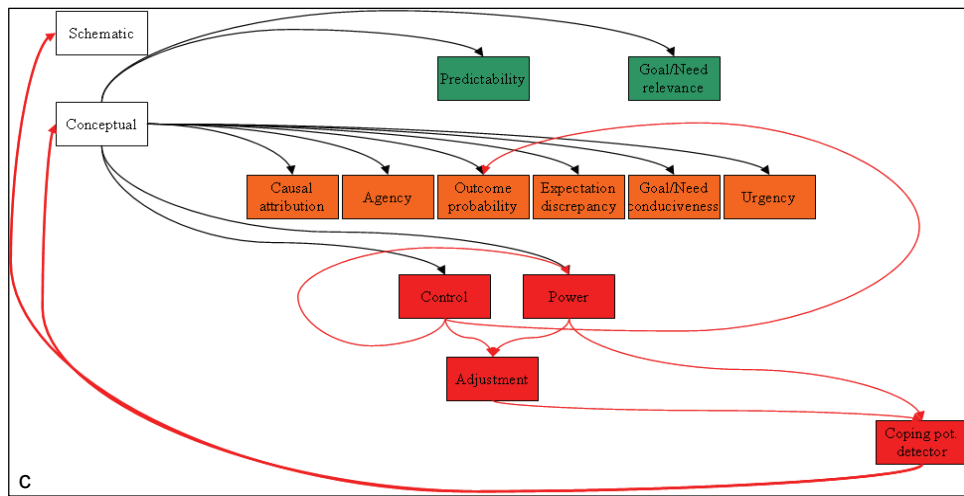 Schematic
Predictability
Goal/Need
relevance
Conceptual
Causal
attribution
Agency
Outcome
probability
Expectation
discrepancy
Goal/Need
conduciveness
Urgency
Control
Power
Adjustment
Coping pot.
detector
C